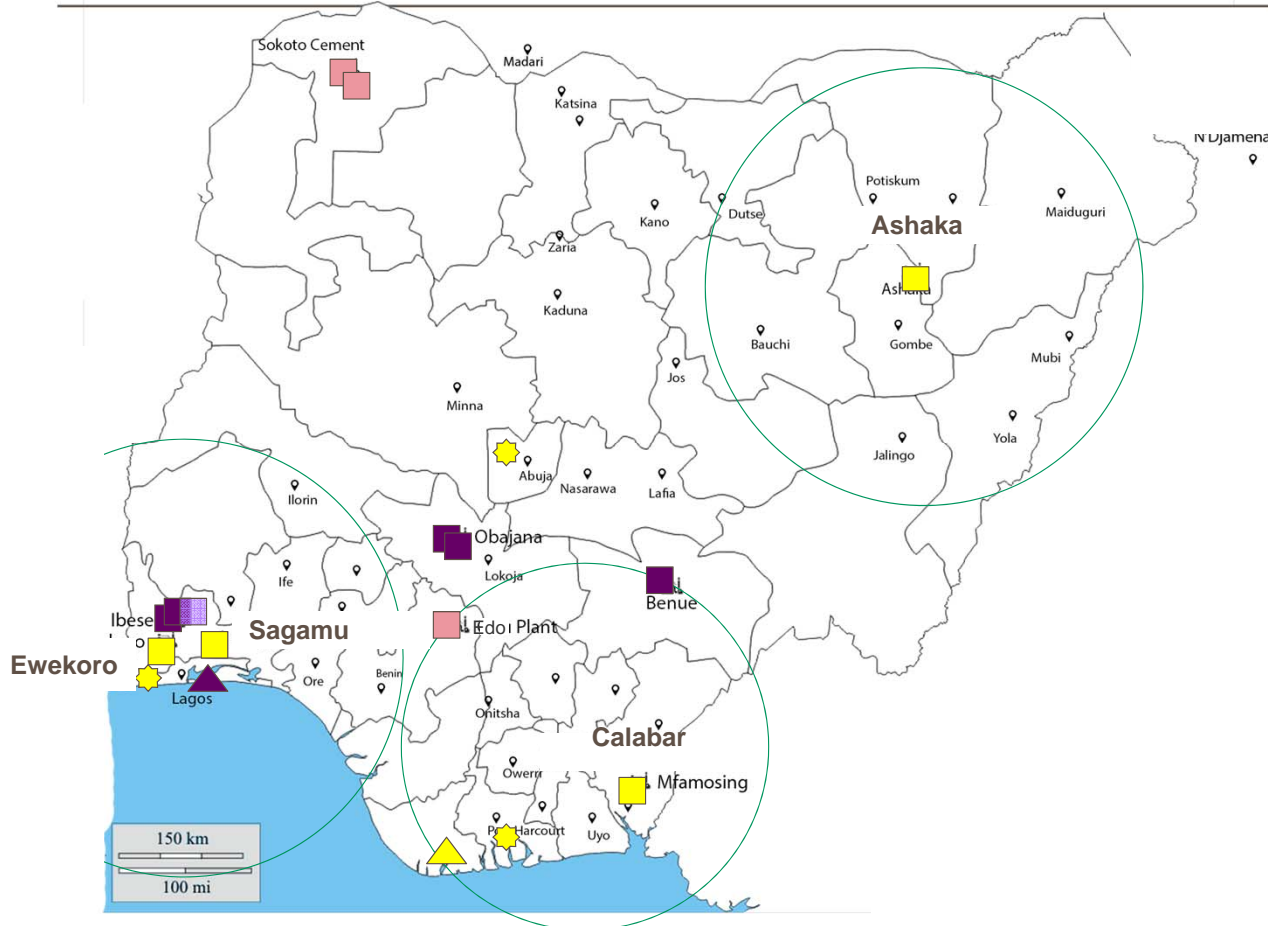 Sokoto Cement
Madari
Katsina
N'Djamena
Potiskum
Maiduguri
Kano
Dutse
Ashaka
Zaria
Ashaka
Kaduna
Bauchi
Gombe
Mubi
Jos
Minna
Yola
Jalingo
Abuja
Nasarawa
Lafia
Ilorin
Obajana
Lokoja
Ife
Benue
Ibese
Sagamu
Edo Plant
Ewekoro
Ore
Benin
Lagos
Onitsha
Calabar
Owerri
Mfamosing
Port Harcourt
Uyo
150 km
100 mi